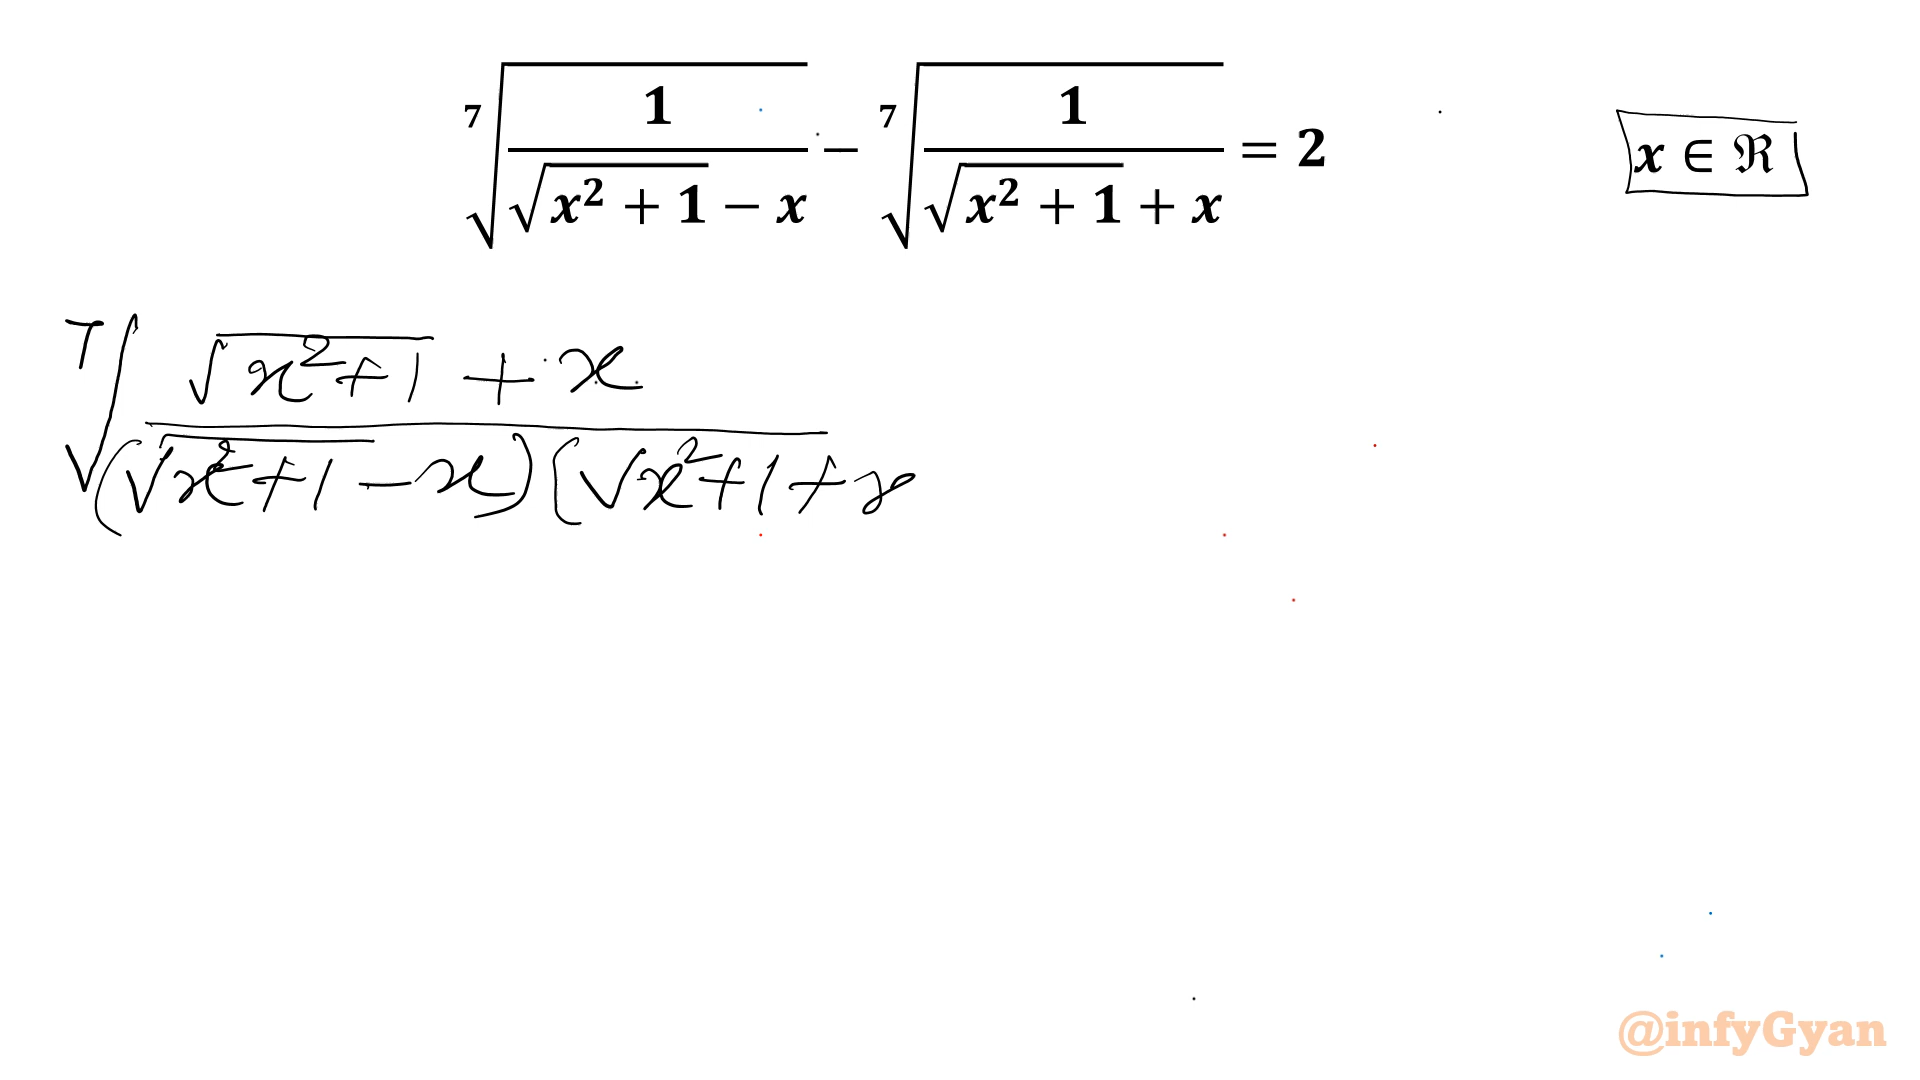 ⁷√(1/(√(x²+1) − x)) − ⁷√(1/(√(x²+1) + x)) = 2
x ∈ ℜ
⁷√((√(x²+1) + x)/((√(x²+1) − x)(√x²+1 + x
@infyGyan